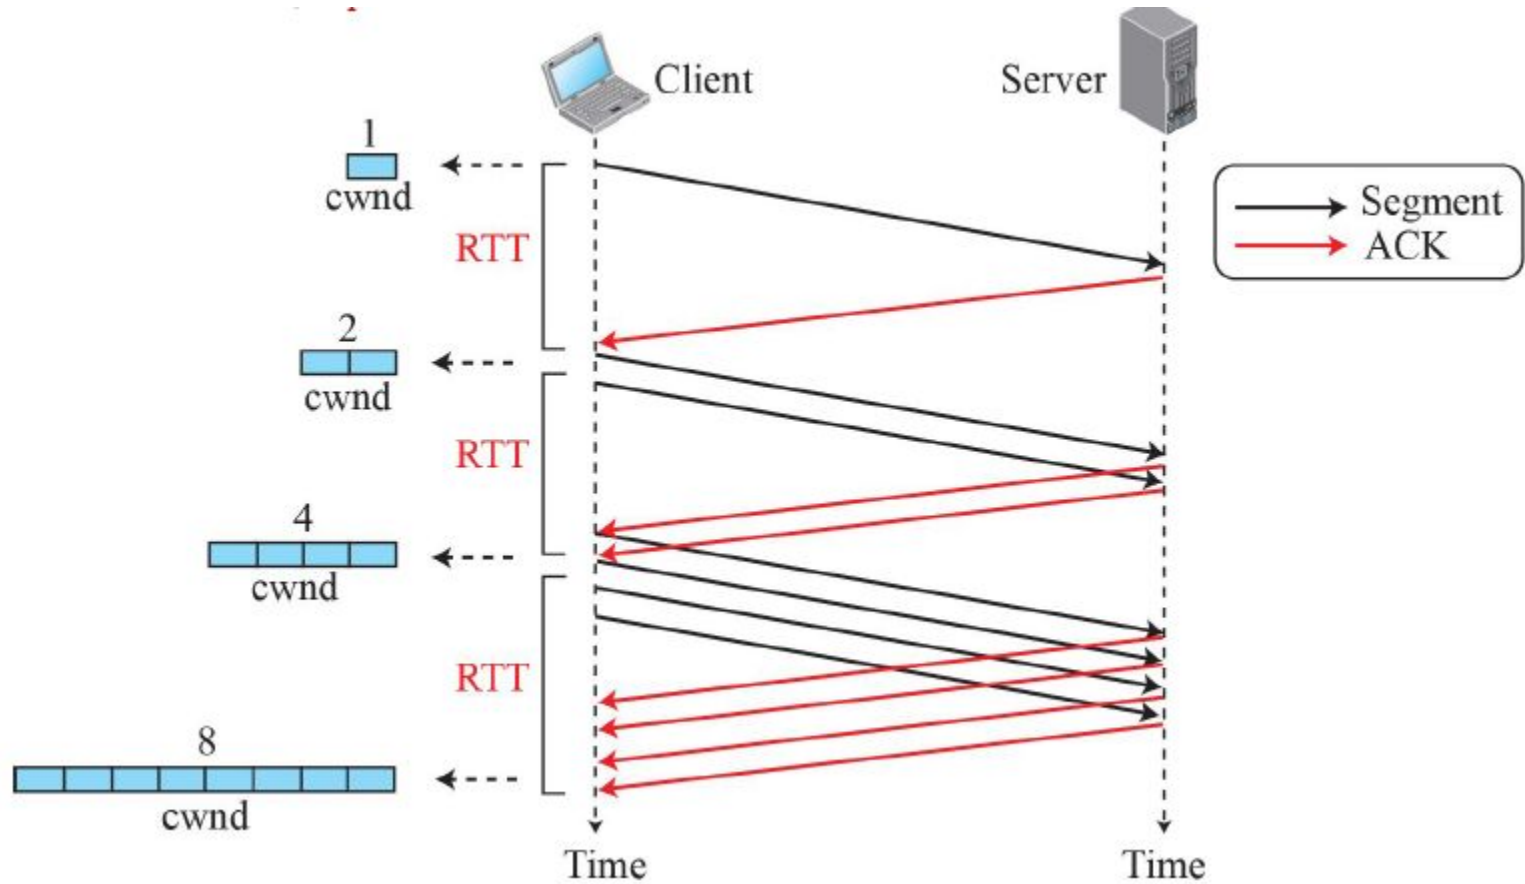 Client
Server
1
cwnd
Segment
ACK
RTT
2
cwnd
RTT
4
cwnd
RTT
8
cwnd
Time
Time